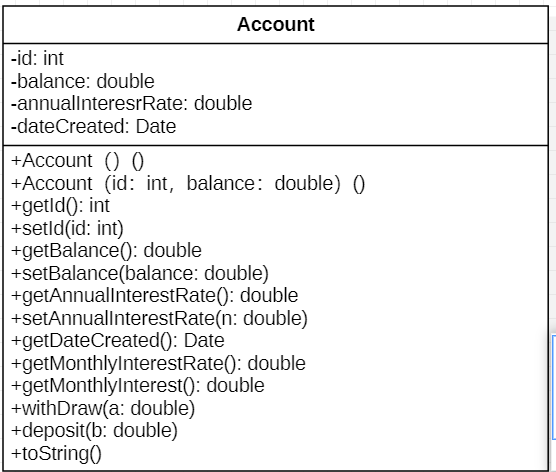 Account
-id: int
-balance: double
-annualInteresrRate: double
-dateCreated: Date
+Account () ()
+Account (id: int, balance: double) ()
+getId(): int
+setId(id: int)
+getBalance(): double
+setBalance(balance: double)
+getAnnualInterestRate(): double
+setAnnualInterestRate(n: double)
+getDateCreated(): Date
+getMonthlyInterestRate(): double
+getMonthlyInterest(): double
+withDraw(a: double)
+deposit(b: double)
+toString()